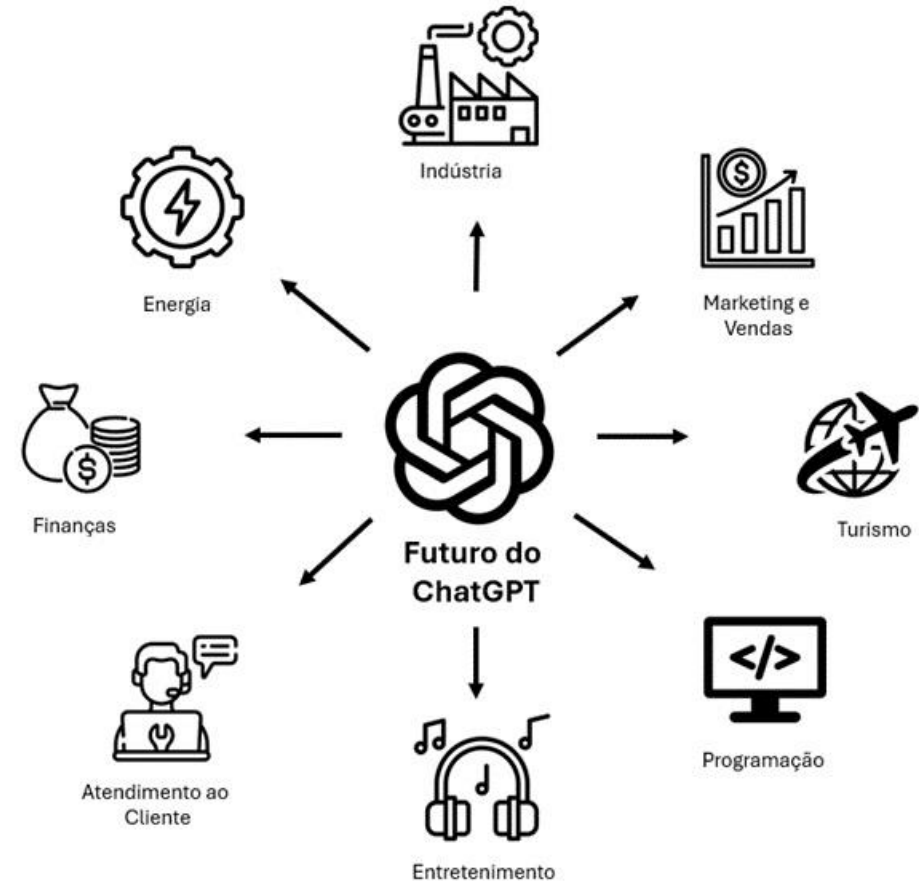 Indústria
Energia
Marketing e
Vendas
$
Finanças
$
Futuro do
ChatGPT
Turismo
</>
Programação
Atendimento ao
Cliente
Entretenimento